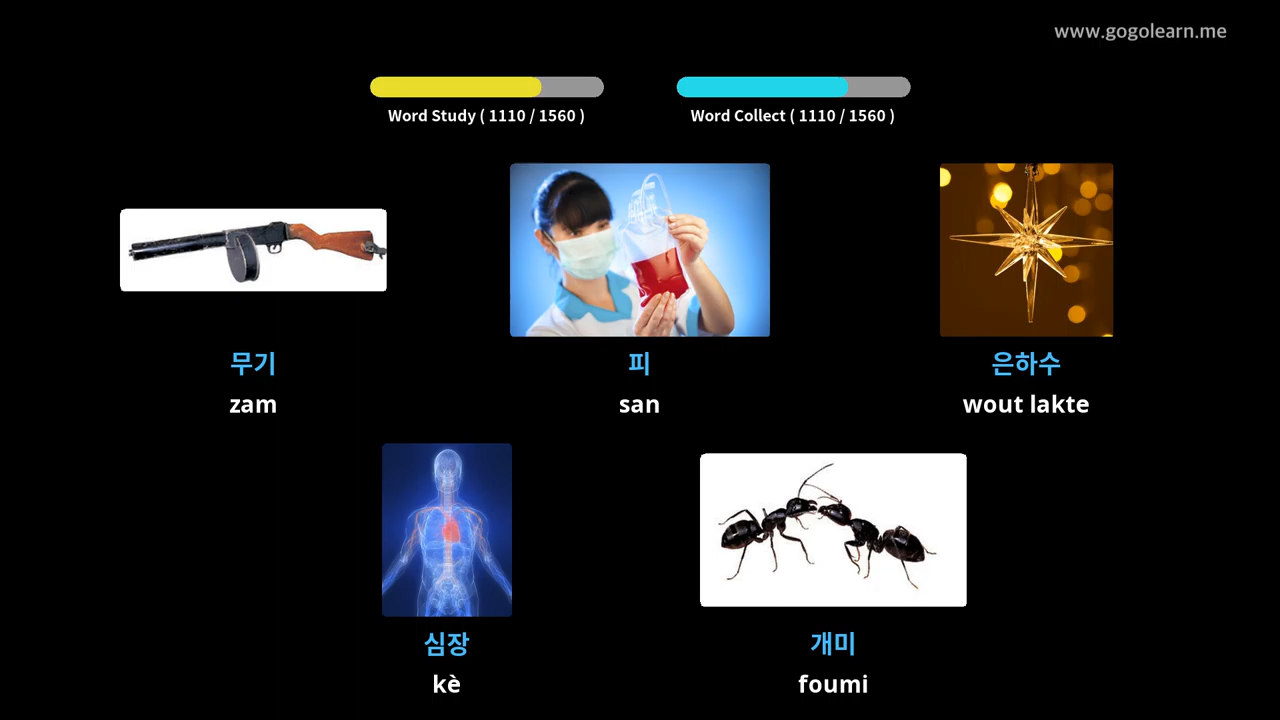 www.gogolearn.me
Word Study ( 1110 / 1560 )
Word Collect ( 1110 / 1560 )
무기
zam
피
san
은하수
wout lakte
심장
kè
개미
foumi